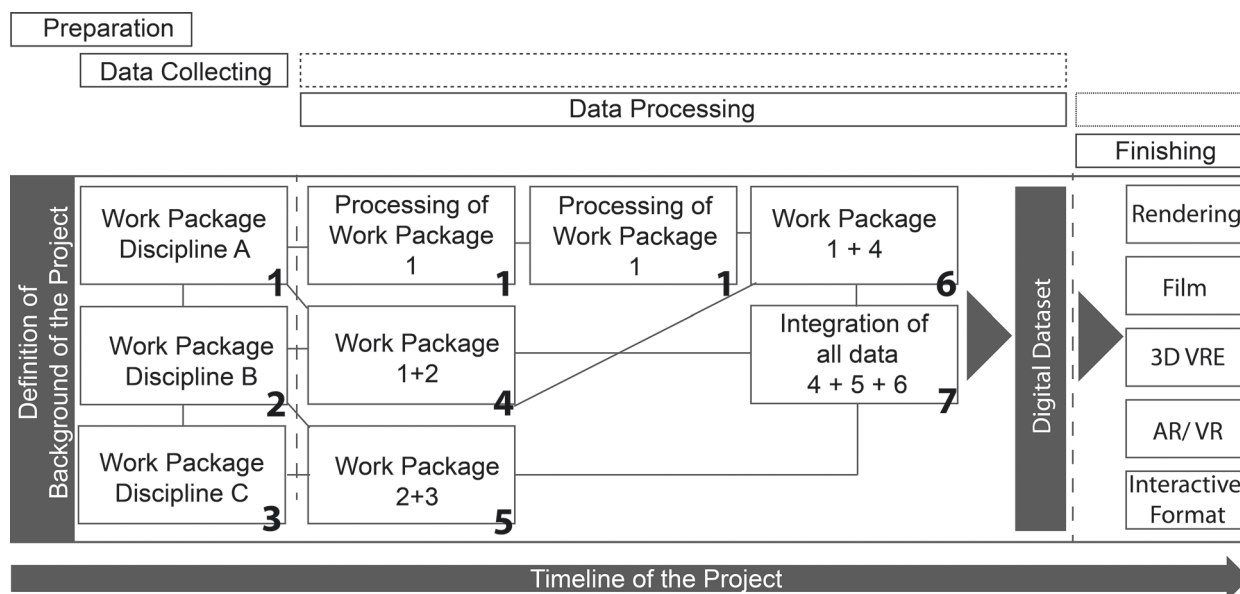 Preparation
Data Collecting
Data Processing
Finishing
Definition of
Background of the Project
Work Package
Discipline A
1
Processing of
Work Package
1
1
Processing of
Work Package
1
1
Work Package
1 + 4
6
Work Package
Discipline B
2
Work Package
1+2
4
Integration of
all data
4 + 5 + 6
7
Work Package
Discipline C
3
Work Package
2+3
5
Digital Dataset
Rendering
Film
3D VRE
AR/ VR
Interactive
Format
Timeline of the Project